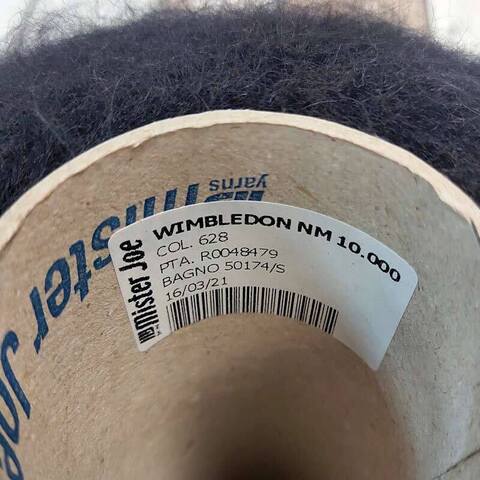 WIMBLEDON NM 10.000
COL. 628
PTA. R0048479
BAGNO 50174/S
16/03/21
mister Joe
mister Joe
yarns